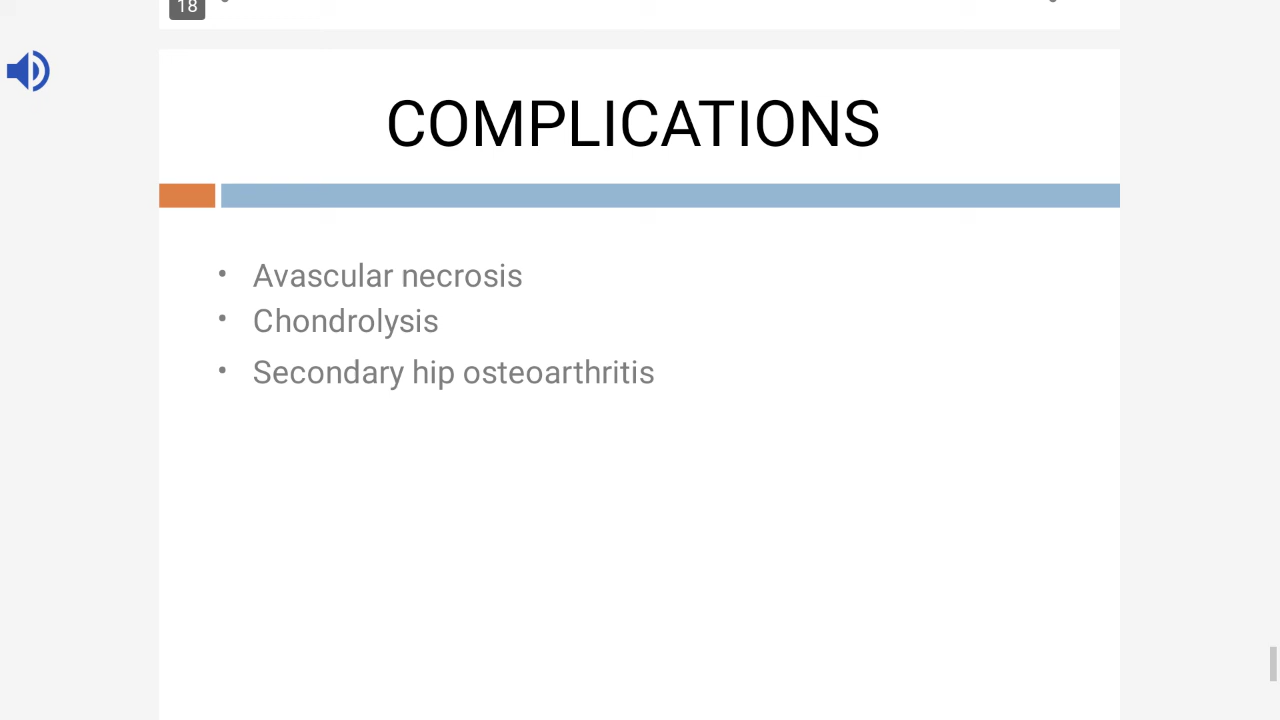 18
COMPLICATIONS
• Avascular necrosis
• Chondrolysis
• Secondary hip osteoarthritis